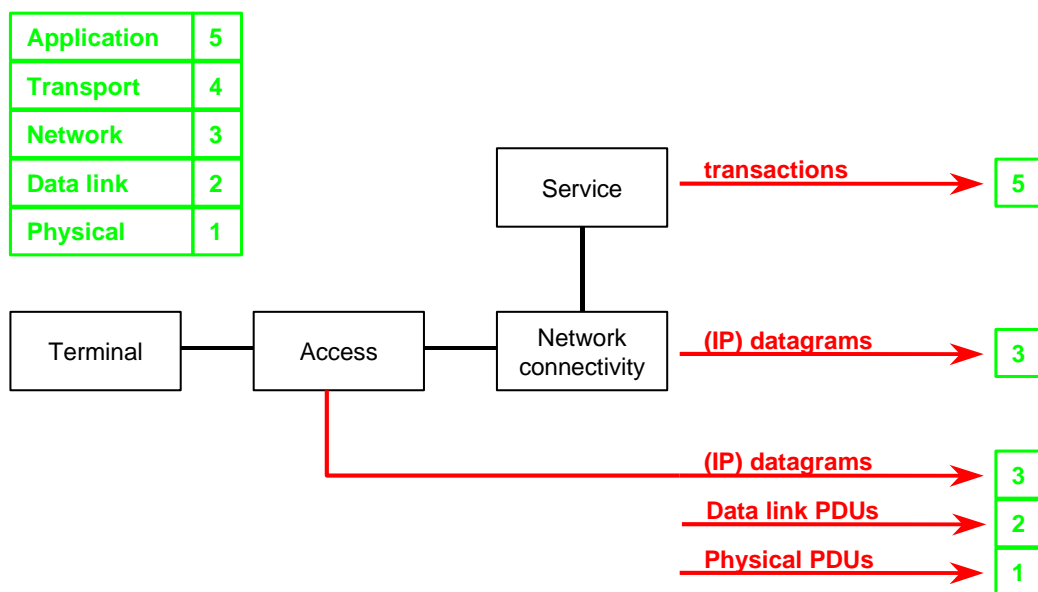 Application 5
Transport 4
Network 3
Data link 2
Physical 1
transactions
Service
5
Terminal
Access
Network
connectivity
(IP) datagrams
3
(IP) datagrams
3
Data link PDUs
2
Physical PDUs
1